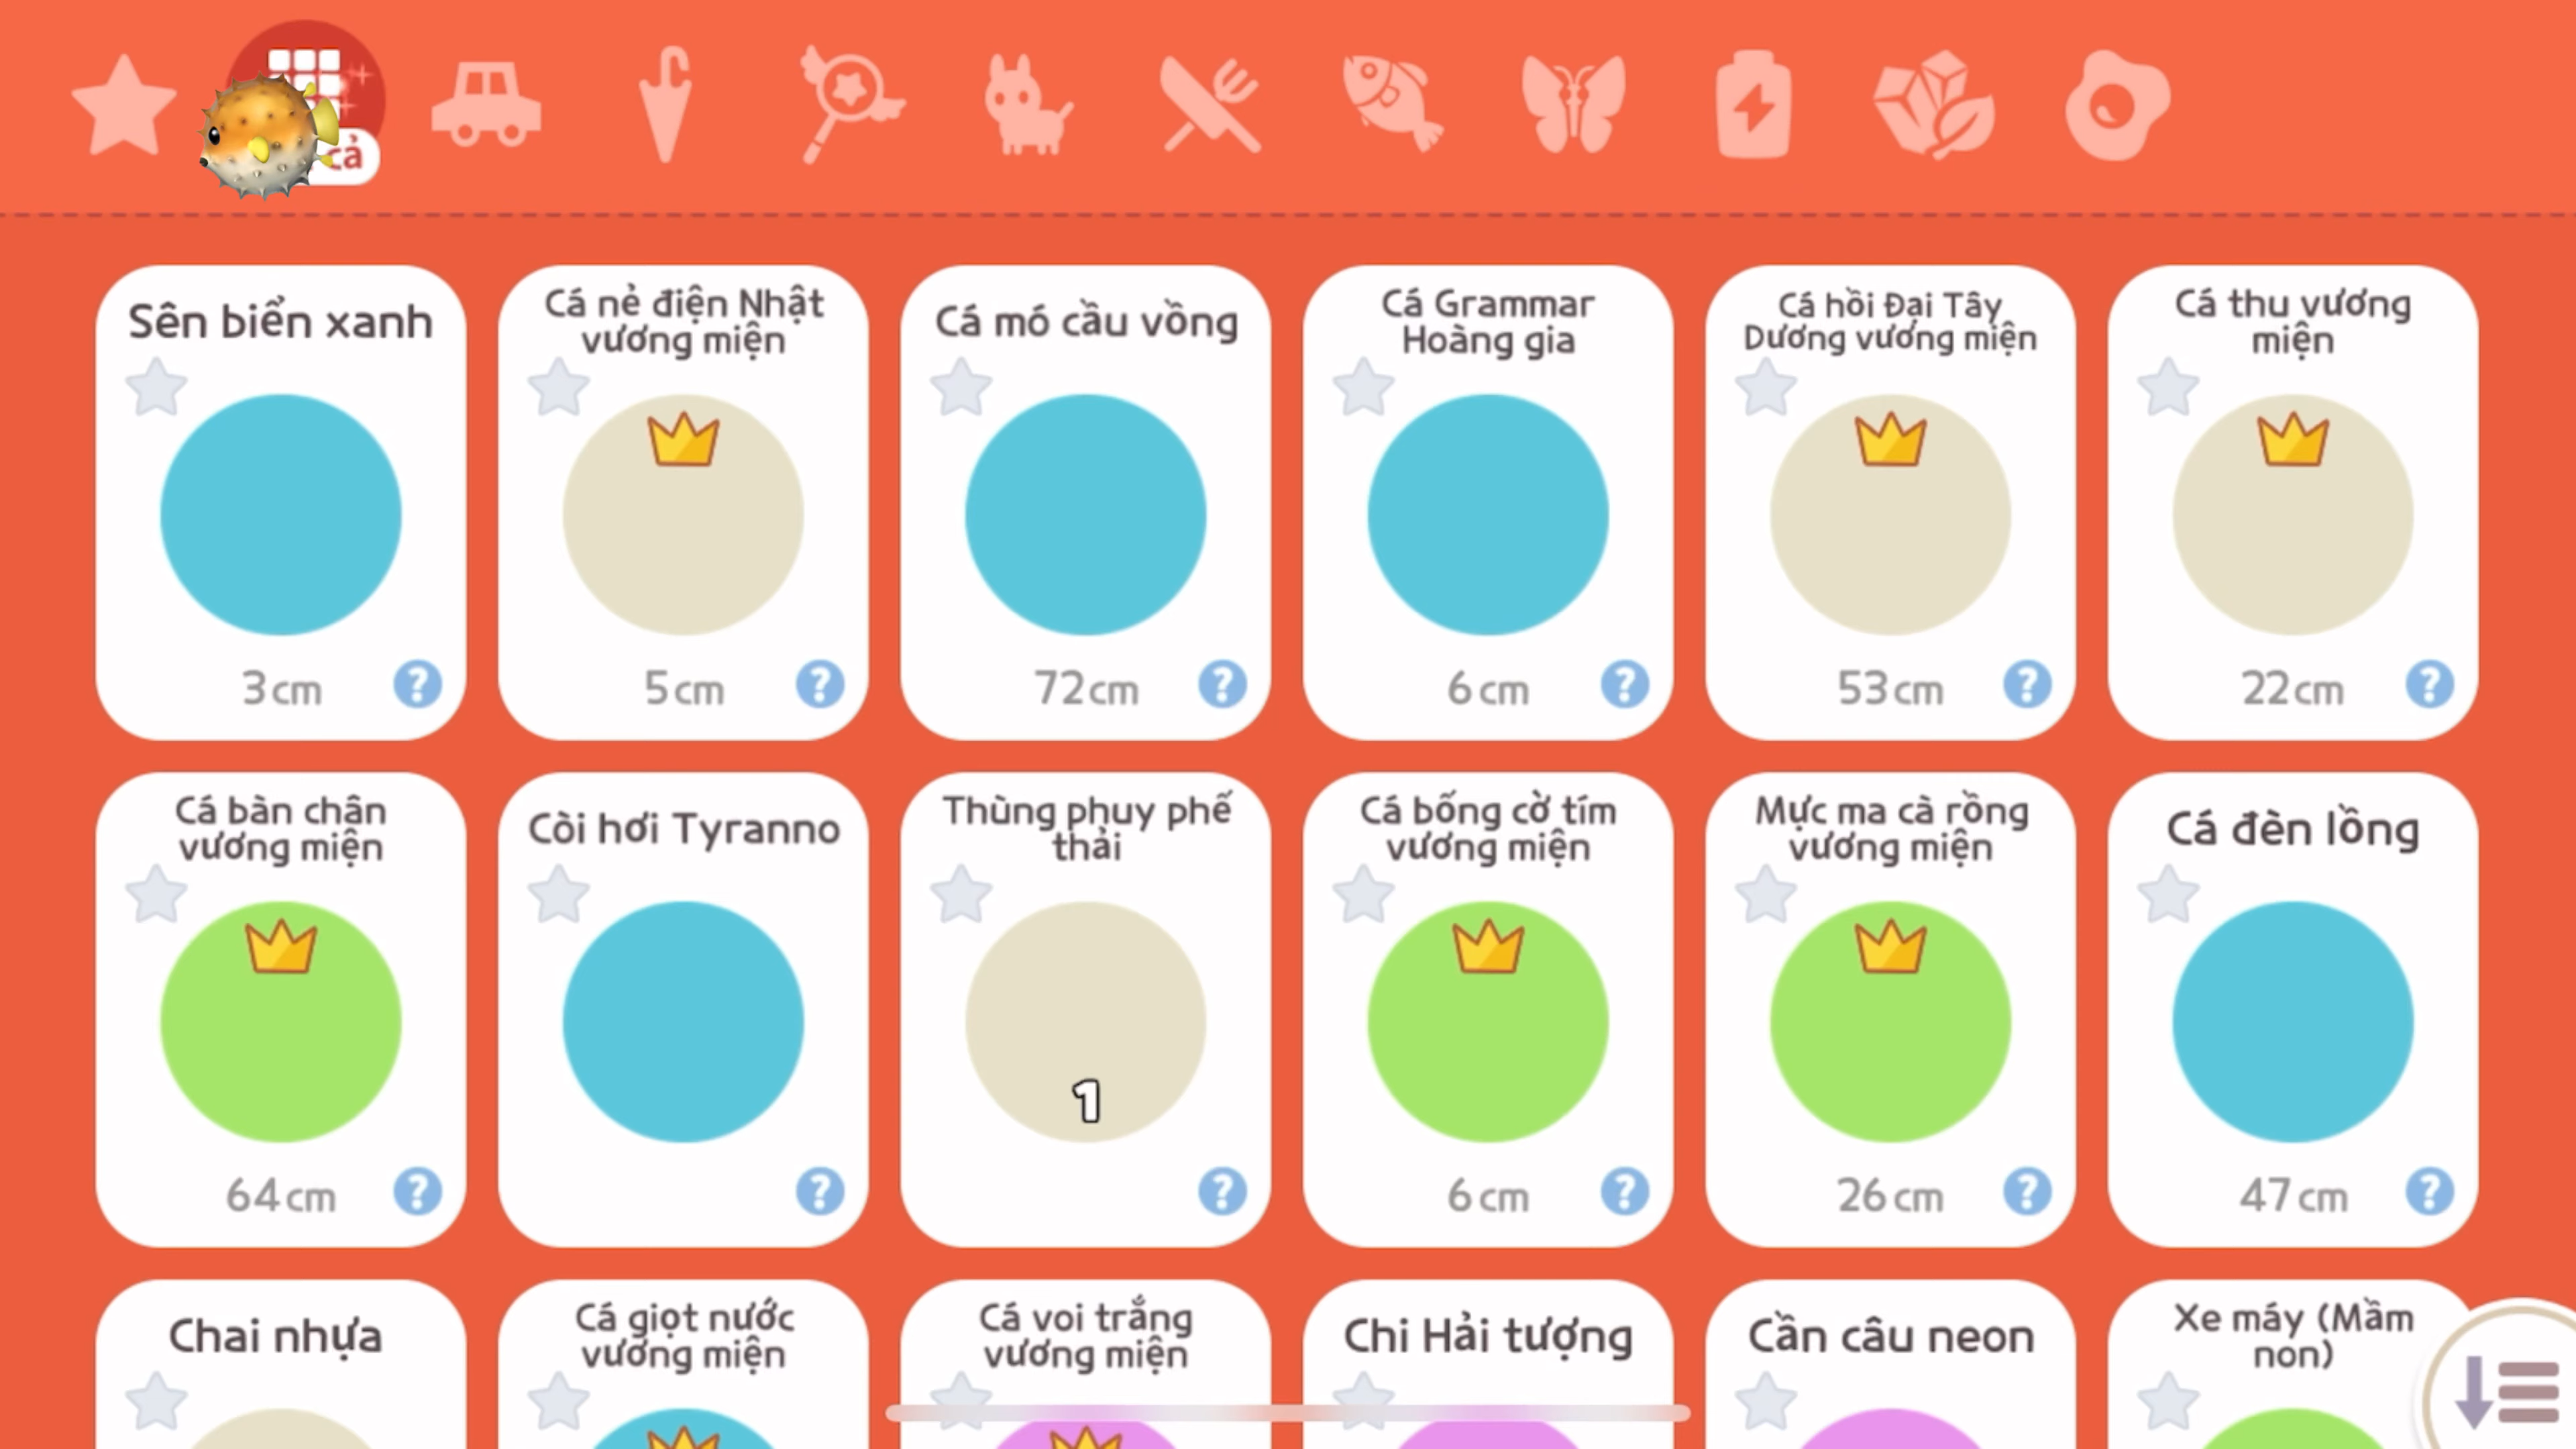 cả
Sên biển xanh
Cá nẻ điện Nhật
vương miện
Cá mó cầu vồng
Cá Grammar
Hoàng gia
Cá hồi Đại Tây
Dương vương miện
Cá thu vương
miện
3cm
5cm
72cm
6cm
53cm
22cm
Cá bàn chân
vương miện
Còi hơi Tyranno
Thùng phuy phế
thải
Cá bống cờ tím
vương miện
Mực ma cà rồng
vương miện
Cá đèn lồng
1
64cm
6cm
26cm
47cm
Chai nhựa
Cá giọt nước
vương miện
Cá voi trắng
vương miện
Chi Hải tượng
Cần câu neon
Xe máy (Mầm
non)